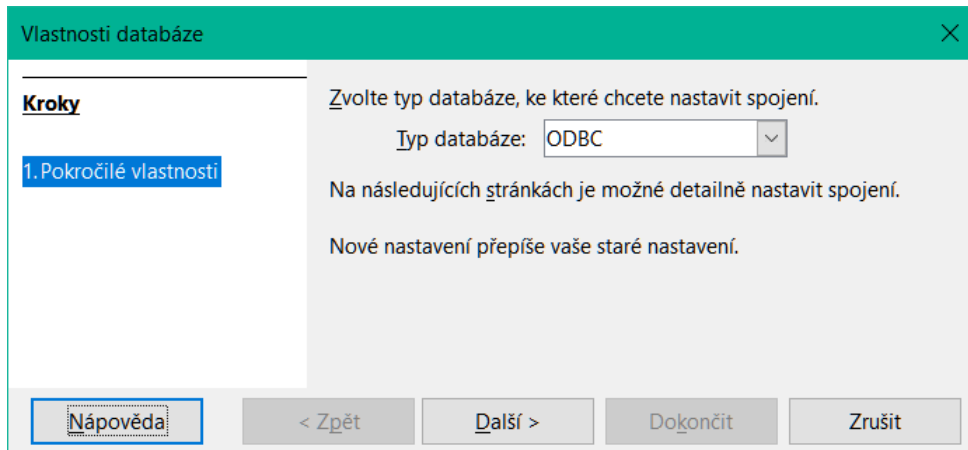 Vlastnosti databáze
Kroky
1.Pokročilé vlastnosti
Zvolte typ databáze, ke které chcete nastavit spojení.
Typ databáze: ODBC
Na následujících stránkách je možné detailně nastavit spojení.
Nové nastavení přepíše vaše staré nastavení.
Nápověda < Zpět Další > Dokončit Zrušit